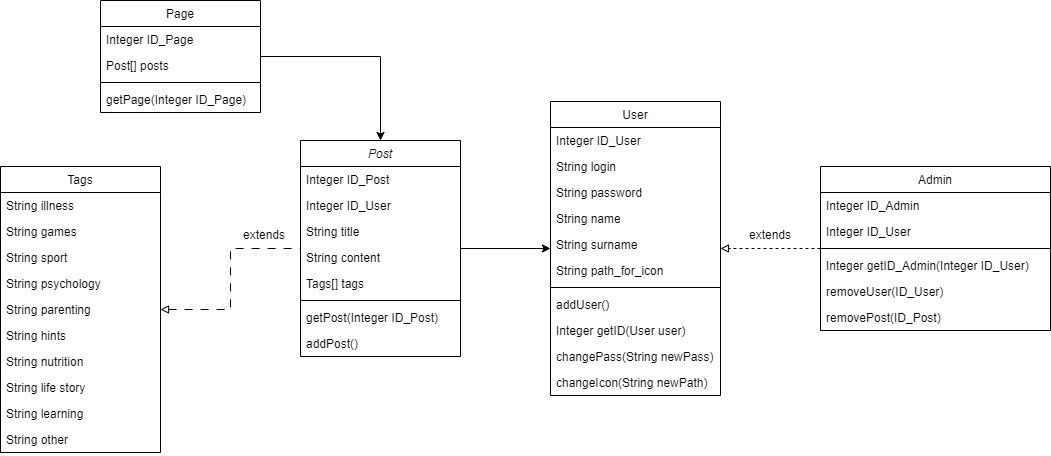 Page
Integer ID_Page
Post[] posts
getPage(Integer ID_Page)
Tags
String illness
String games
String sport
String psychology
String parenting
String hints
String nutrition
String life story
String learning
String other
extends
Post
Integer ID_Post
Integer ID_User
String title
String content
Tags[] tags
getPost(Integer ID_Post)
addPost()
User
Integer ID_User
String login
String password
String name
String surname
String path_for_icon
addUser()
Integer getID(User user)
changePass(String newPass)
changeIcon(String newPath)
extends
Admin
Integer ID_Admin
Integer ID_User
Integer getID_Admin(Integer ID_User)
removeUser(ID_User)
removePost(ID_Post)